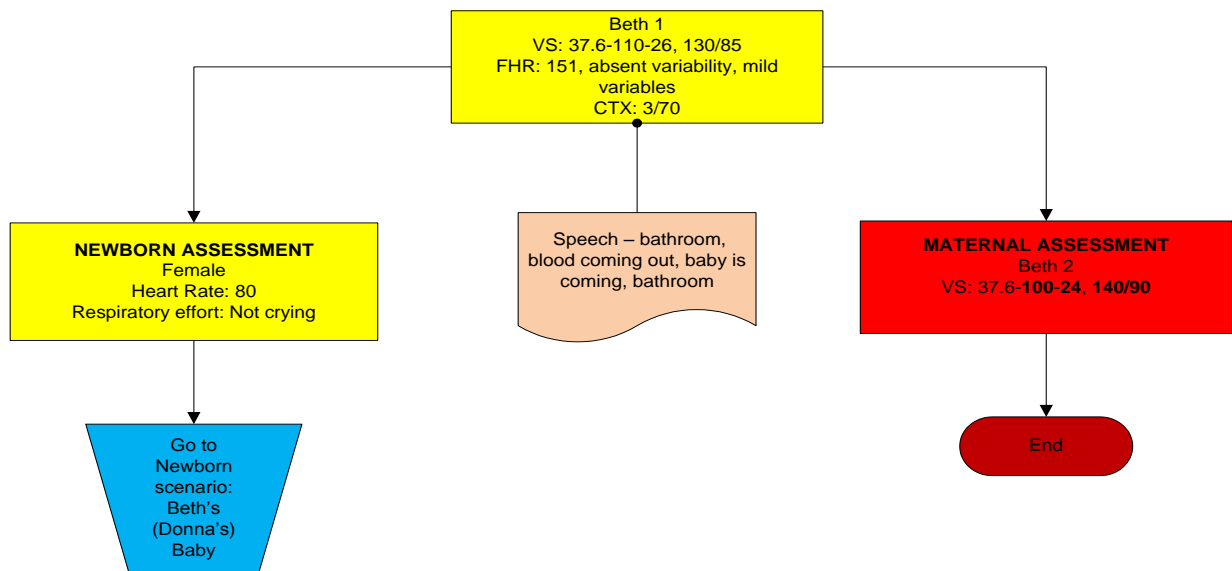 Beth 1
VS: 37.6-110-26, 130/85
FHR: 151, absent variability, mild
variables
CTX: 3/70
NEWBORN ASSESSMENT
Female
Heart Rate: 80
Respiratory effort: Not crying
Speech – bathroom,
blood coming out, baby is
coming, bathroom
MATERNAL ASSESSMENT
Beth 2
VS: 37.6-100-24, 140/90
Go to
Newborn
scenario:
Beth's
(Donna's)
Baby
End